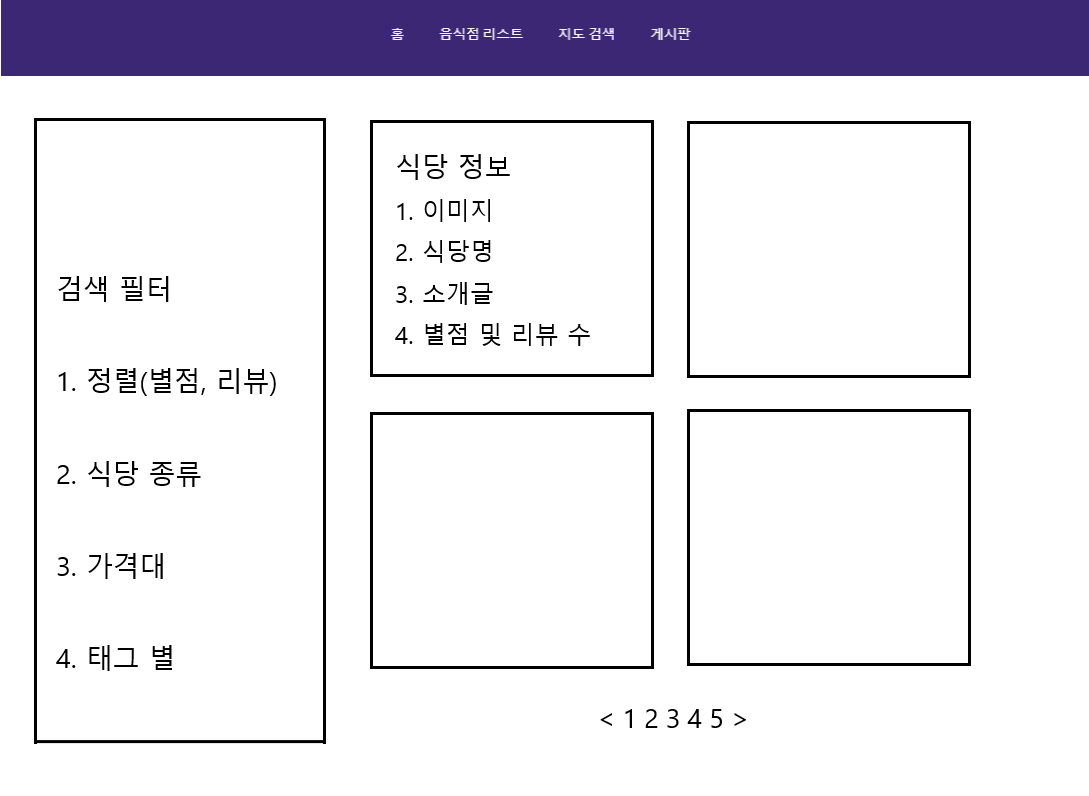 홈 음식점 리스트 지도 검색 게시판
검색 필터
1. 정렬(별점, 리뷰)
2. 식당 종류
3. 가격대
4. 태그 별
식당 정보
1. 이미지
2. 식당명
3. 소개글
4. 별점 및 리뷰 수
< 1 2 3 4 5 >